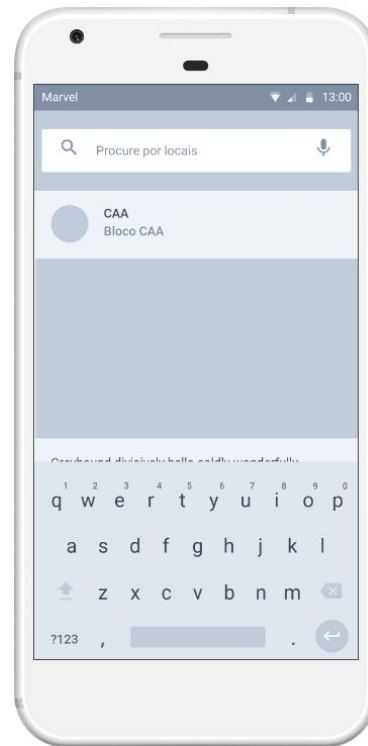 Marvel 13:00
Procure por locais
CAA
Bloco CAA
1 2 3 4 5 6 7 8 9 0
q w e r t y u i o p
a s d f g h j k l
z x c v b n m
?123 , .